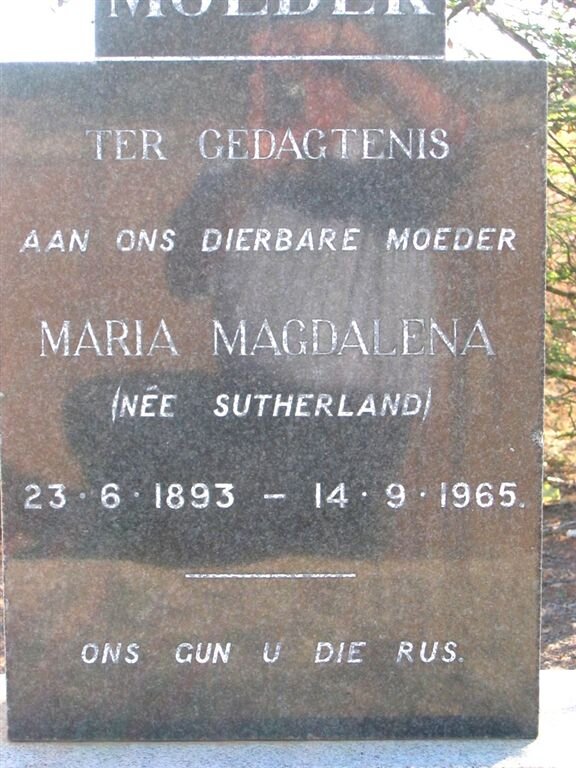 MOEDER
TER GEDAGTENIS
AAN ONS DIERBARE MOEDER
MARIA MAGDALENA
(NÉE SUTHERLAND)
23·6·1893 – 14·9·1965.
ONS GUN U DIE RUS.